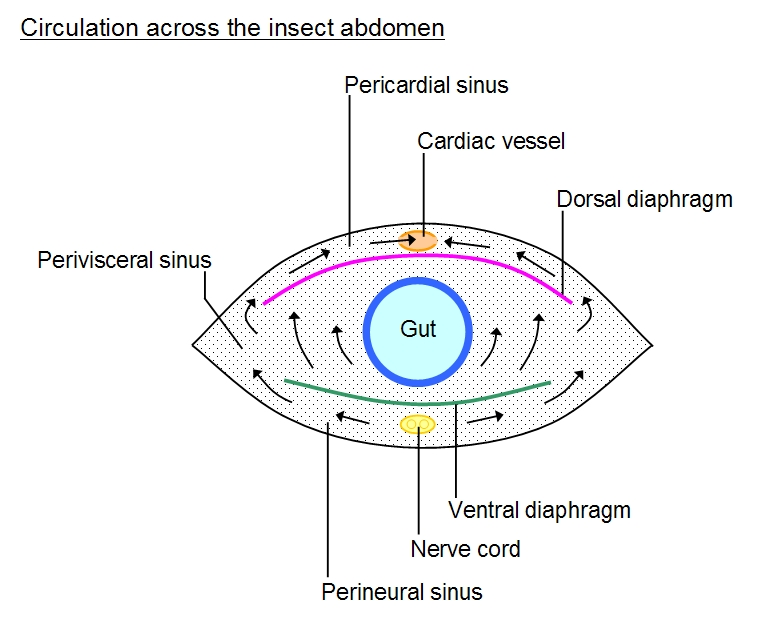 Circulation across the insect abdomen
Pericardial sinus
Cardiac vessel
Dorsal diaphragm
Perivisceral sinus
Gut
Ventral diaphragm
Nerve cord
Perineural sinus